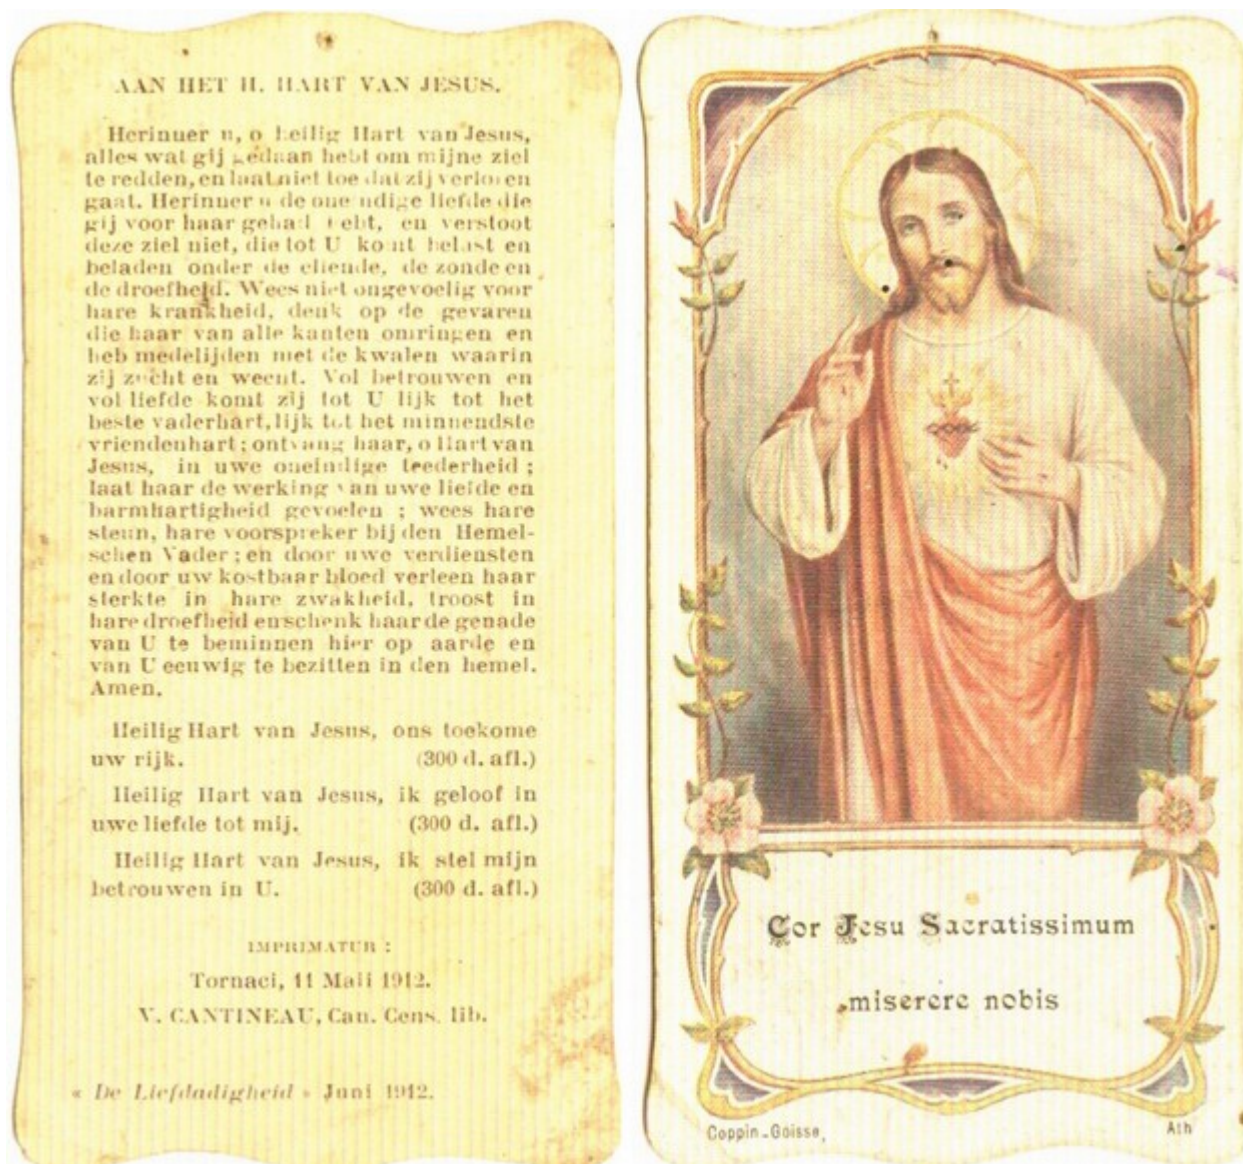 AAN HET H. HART VAN JESUS.
Herinner u, o heilig Hart van Jesus,
alles wat gij gedaan hebt om mijne ziel
te redden, en laat niet toe dat zij verloren
gaat. Herinner u de oneindige liefde die
gij voor haar gehad hebt, en verstoot
deze ziel niet, die tot U komt belast en
beladen onder de ellende, de zonde en
de droefheid. Wees niet ongevoelig voor
hare krankheid, denk op de gevaren
die haar van alle kanten omringen en
heb medelijden met de kwalen waarin
zij zucht en weent. Vol betrouwen en
vol liefde komt zij tot U lijk tot het
beste vaderhart, lijk tot het minnendste
vriendenhart ; ontvang haar, o Hart van
Jesus, in uwe oneindige teederheid ;
laat haar de werking van uwe liefde en
barmhartigheid gevoelen ; wees hare
steun, hare voorspreker bij den Hemel-
schen Vader ; en door uwe verdiensten
en door uw kostbaar bloed verleen haar
sterkte in hare zwakheid, troost in
hare droefheid en schenk haar de genade
van U te beminnen hier op aarde en
van U eeuwig te bezitten in den hemel.
Amen.
Heilig Hart van Jesus, ons toekome
uw rijk. (300 d. afl.)
Heilig Hart van Jesus, ik geloof in
uwe liefde tot mij. (300 d. afl.)
Heilig Hart van Jesus, ik stel mijn
betrouwen in U. (300 d. afl.)
IMPRIMATUR :
Tornaci, 11 Maii 1912.
V. CANTINEAU, Can. Cens. lib.
« De Liefdadigheid » Juni 1912.
Cor Jesu Sacratissimum
miserere nobis
Coppin-Goisse, Ath